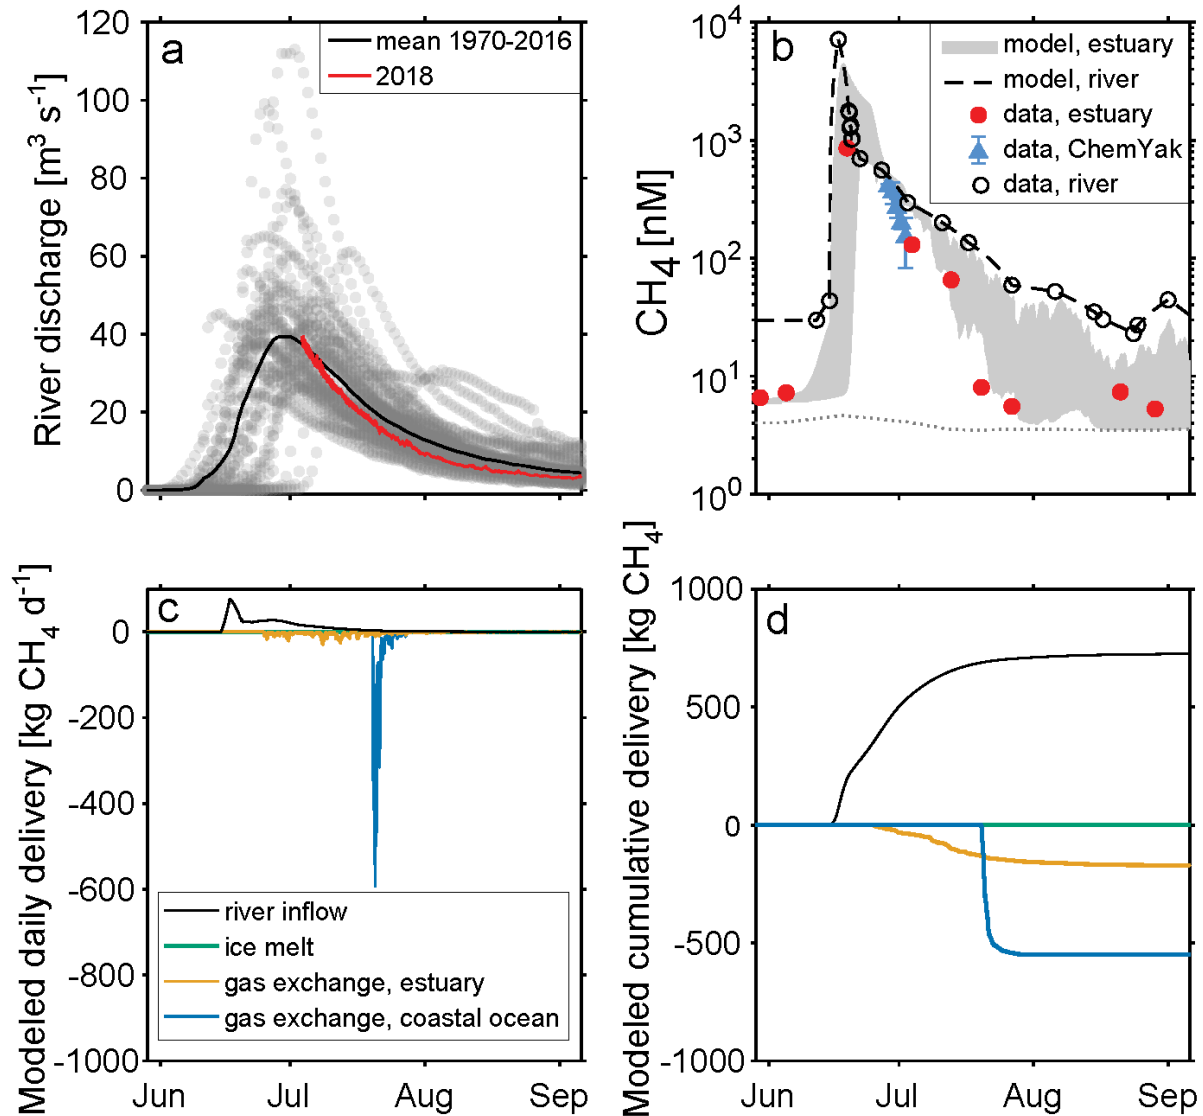 a
mean 1970-2016
2018
River discharge [m³ s⁻¹]
120
100
80
60
40
20
0
b
model, estuary
model, river
data, estuary
data, ChemYak
data, river
CH₄ [nM]
10⁴
10³
10²
10¹
10⁰
c
Modeled daily delivery [kg CH₄ d⁻¹]
0
-200
-400
-600
-800
-1000
river inflow
ice melt
gas exchange, estuary
gas exchange, coastal ocean
Jun
Jul
Aug
Sep
d
Modeled cumulative delivery [kg CH₄]
1000
500
0
-500
-1000
Jun
Jul
Aug
Sep